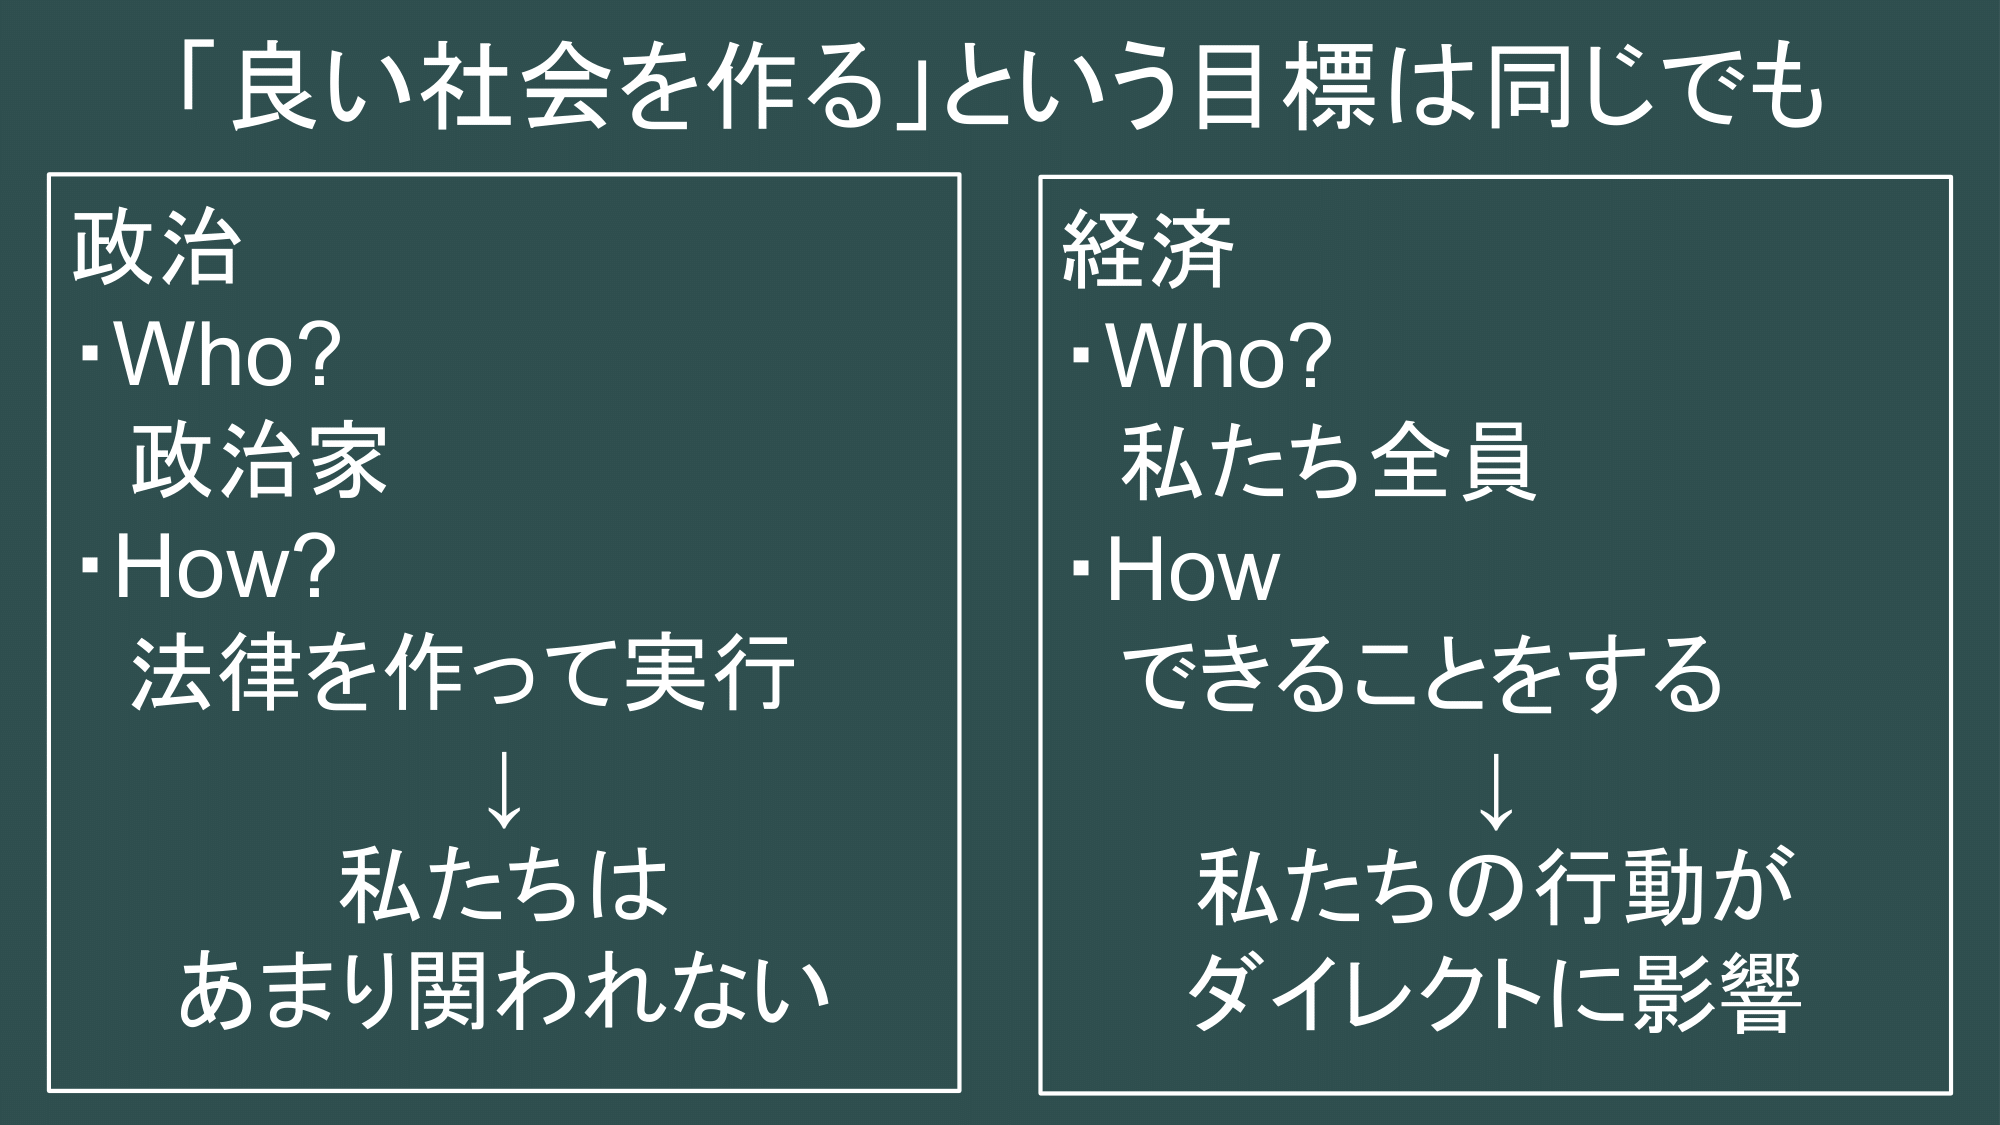 「良い社会を作る」という目標は同じでも
政治
・Who?
政治家
・How?
法律を作って実行
↓
私たちは
あまり関われない
経済
・Who?
私たち全員
・How
できることをする
↓
私たちの行動が
ダイレクトに影響